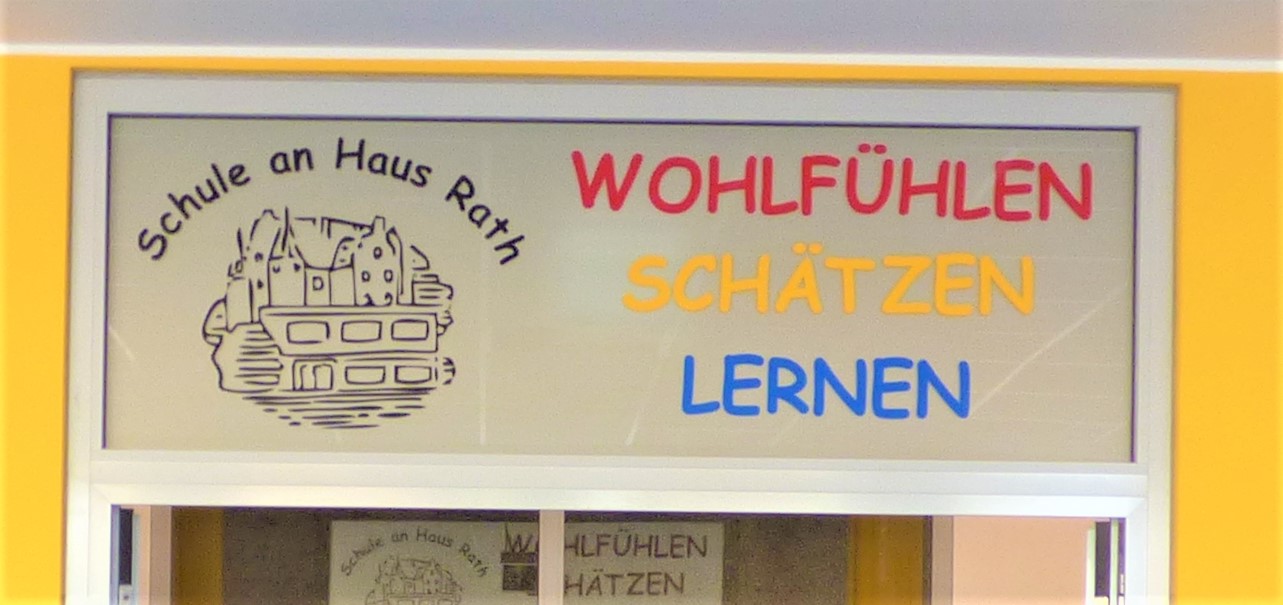 Schule an Haus Rath
WOHLFÜHLEN
SCHÄTZEN
LERNEN
Schule an Haus Rath
WOHLFÜHLEN
SCHÄTZEN